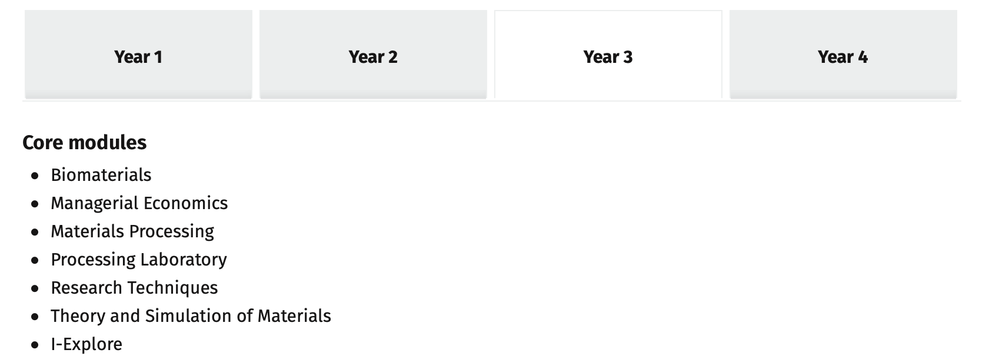 Year 1
Year 2
Year 3
Year 4
Core modules
Biomaterials
Managerial Economics
Materials Processing
Processing Laboratory
Research Techniques
Theory and Simulation of Materials
I-Explore